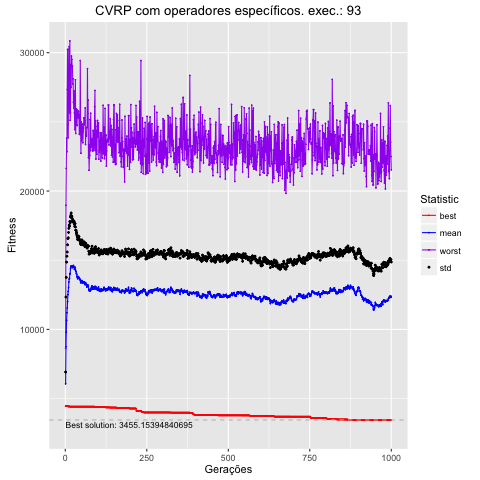 CVRP com operadores específicos. exec.: 93
30000
20000
10000
Fitness
Best solution: 3455.15394840695
0
250
500
750
1000
Gerações
Statistic
best
mean
worst
std